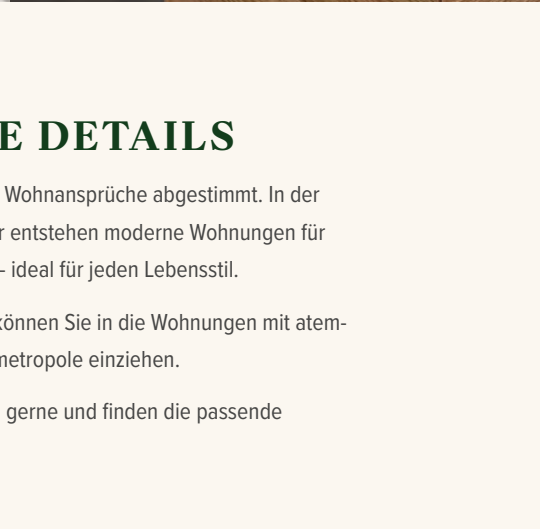 E DETAILS
Wohnansprüche abgestimmt. In der
r entstehen moderne Wohnungen für
– ideal für jeden Lebensstil.
können Sie in die Wohnungen mit atem-
metropole einziehen.
gerne und finden die passende